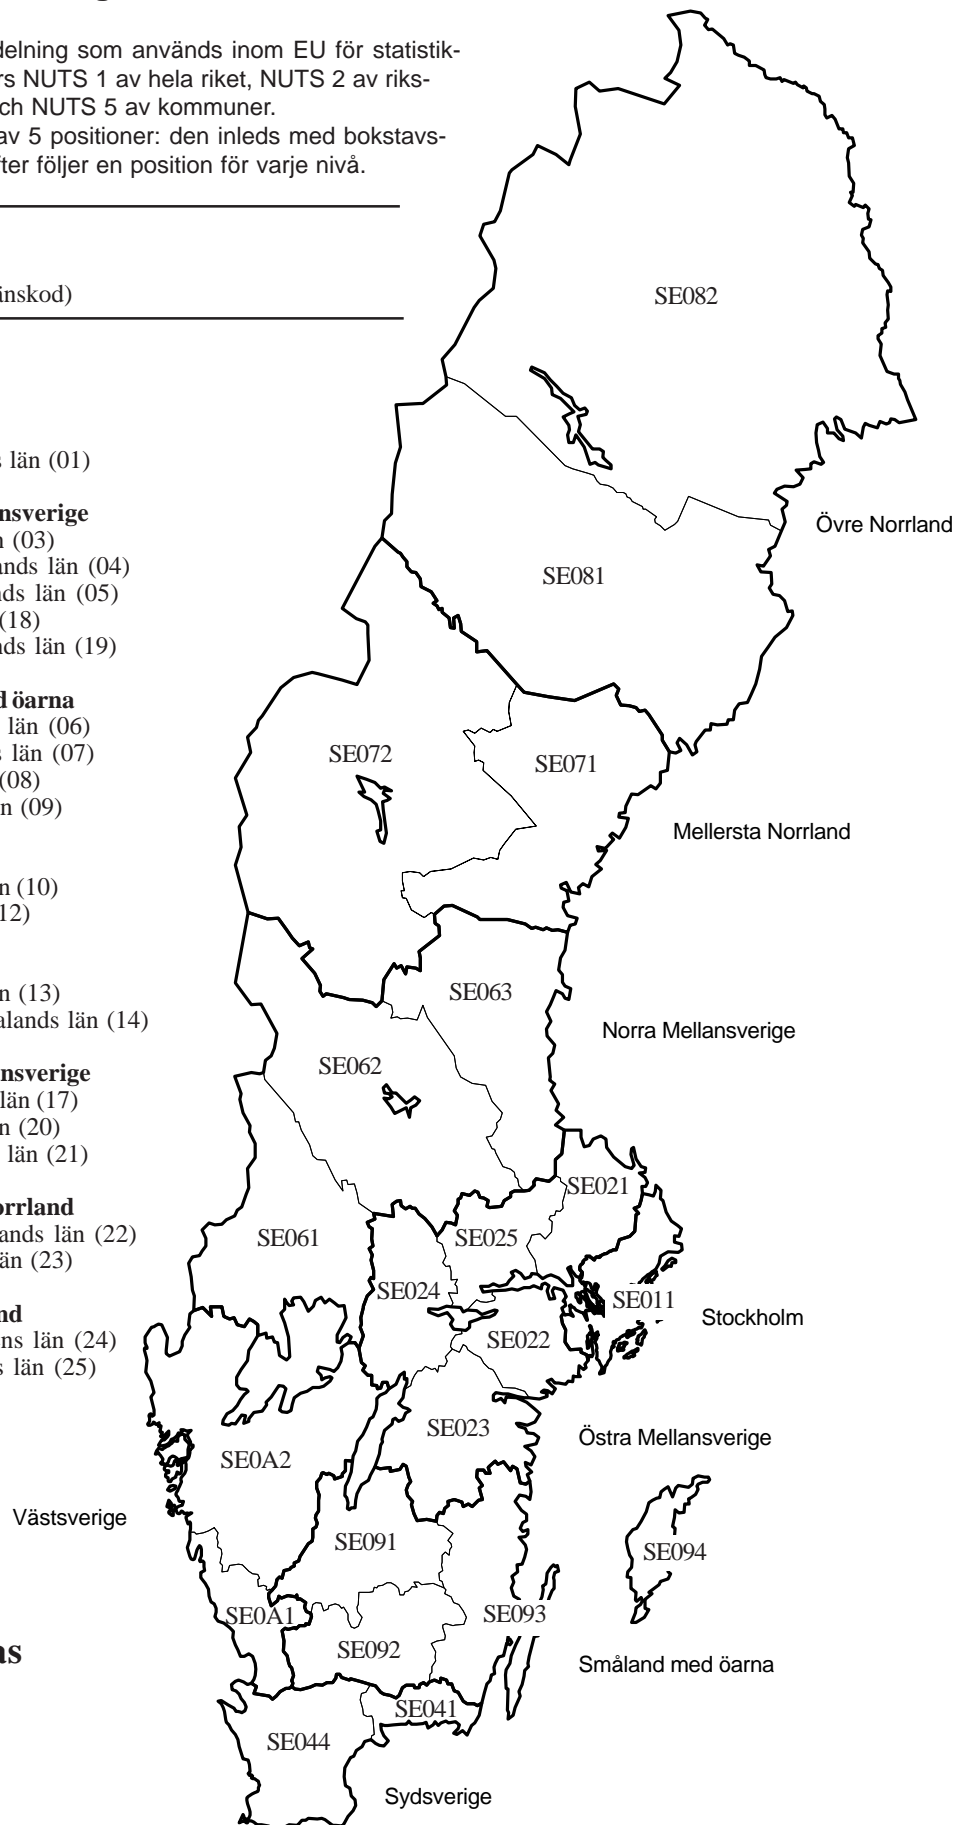 delning som används inom EU för statistik-
rs NUTS 1 av hela riket, NUTS 2 av riks-
ch NUTS 5 av kommuner.
av 5 positioner: den inleds med bokstavs-
fter följer en position för varje nivå.
änskod)
s län (01)
nsverige
n (03)
ands län (04)
nds län (05)
(18)
nds län (19)
d öarna
län (06)
s län (07)
(08)
n (09)
n (10)
12)
n (13)
alands län (14)
nsverige
län (17)
n (20)
län (21)
orrland
ands län (22)
län (23)
nd
ens län (24)
s län (25)
as
SE082
Övre Norrland
SE081
SE072
SE071
Mellersta Norrland
SE063
Norra Mellansverige
SE062
SE021
SE061
SE025
SE024
SE011
Stockholm
SE022
SE023
Östra Mellansverige
SE0A2
Västsverige
SE091
SE094
SE0A1
SE093
SE092
Småland med öarna
SE041
SE044
Sydsverige